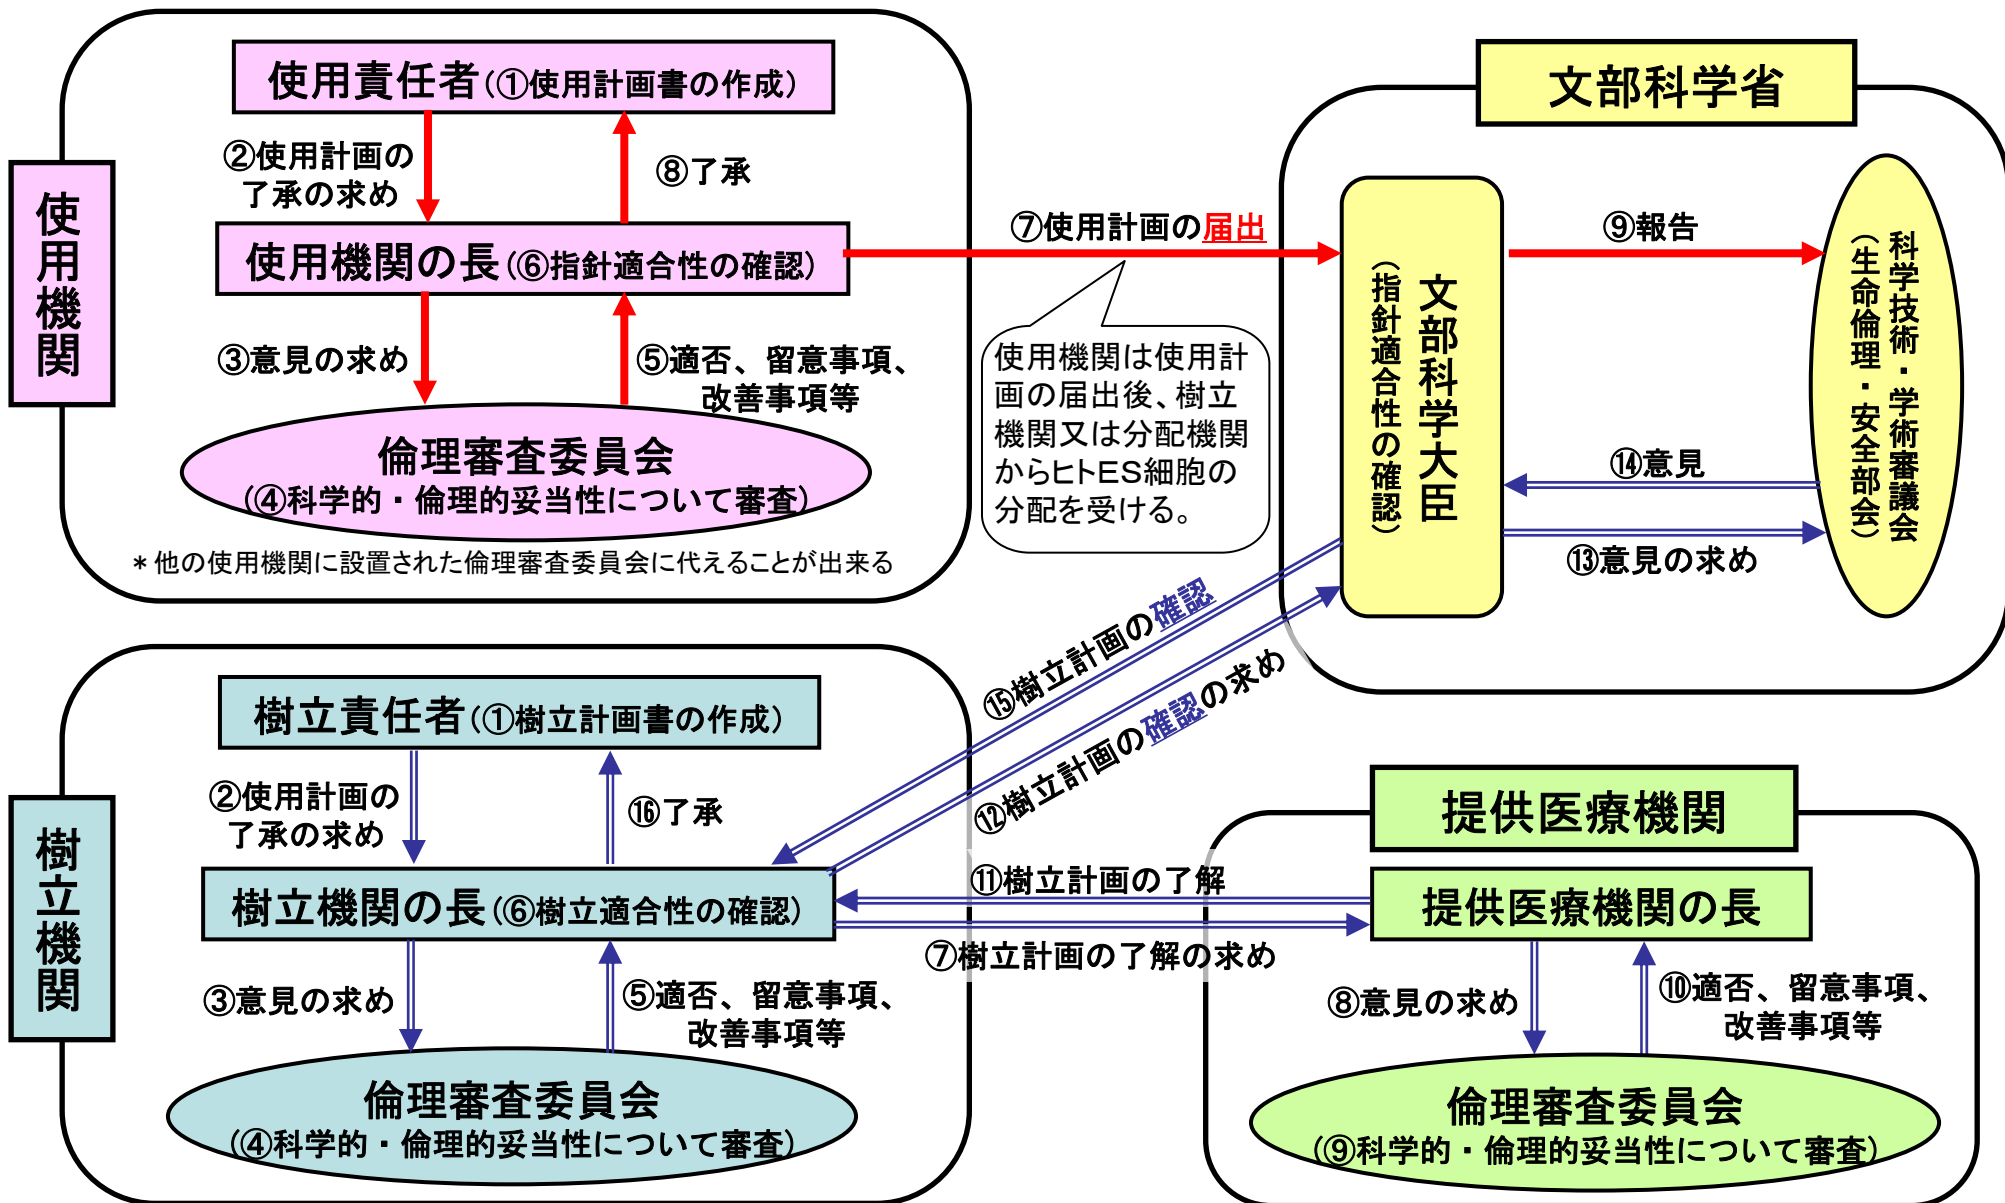 使用機関
使用責任者(①使用計画書の作成)
②使用計画の
了承の求め
⑧了承
使用機関の長(⑥指針適合性の確認)
③意見の求め
⑤適否、留意事項、
改善事項等
倫理審査委員会
(④科学的・倫理的妥当性について審査)
*他の使用機関に設置された倫理審査委員会に代えることが出来る
⑦使用計画の届出
使用機関は使用計
画の届出後、樹立
機関又は分配機関
からヒトES細胞の
分配を受ける。
文部科学省
文部科学大臣
(指針適合性の確認)
⑨報告
科学技術・学術審議会
(生命倫理・安全部会)
⑭意見
⑬意見の求め
⑮樹立計画の確認
⑫樹立計画の確認の求め
樹立機関
樹立責任者(①樹立計画書の作成)
②使用計画の
了承の求め
⑯了承
樹立機関の長(⑥樹立適合性の確認)
③意見の求め
⑤適否、留意事項、
改善事項等
倫理審査委員会
(④科学的・倫理的妥当性について審査)
⑪樹立計画の了解
⑦樹立計画の了解の求め
提供医療機関
提供医療機関の長
⑧意見の求め
⑩適否、留意事項、
改善事項等
倫理審査委員会
(⑨科学的・倫理的妥当性について審査)